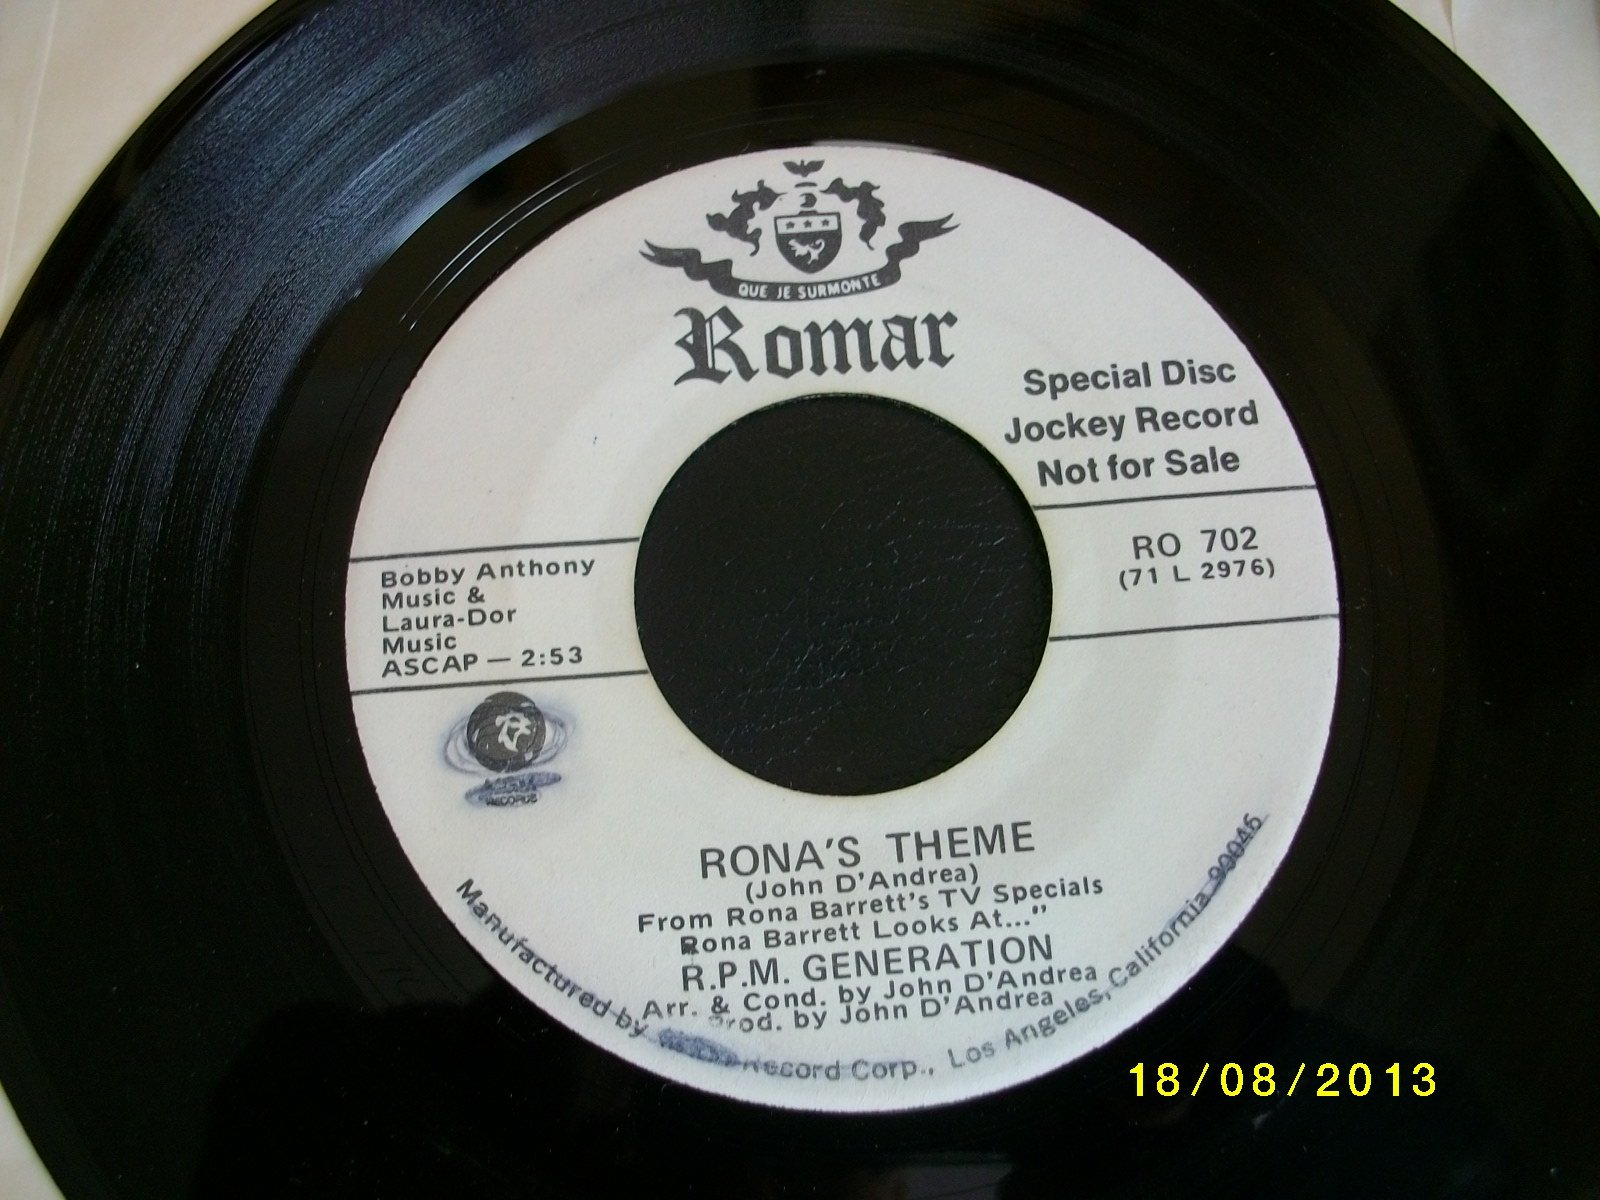 QUE JE SURMONTE
Romar
Special Disc
Jockey Record
Not for Sale
RO 702
(71 L 2976)
Bobby Anthony
Music &
Laura-Dor
Music
ASCAP — 2:53
RECORDS
RONA'S THEME
(John D'Andrea)
From Rona Barrett's TV Specials
Rona Barrett Looks At..."
R.P.M. GENERATION
Arr. & Cond. by John D'Andrea
Prod. by John D'Andrea
Manufactured by Record Corp., Los Angeles, California 90046
18/08/2013